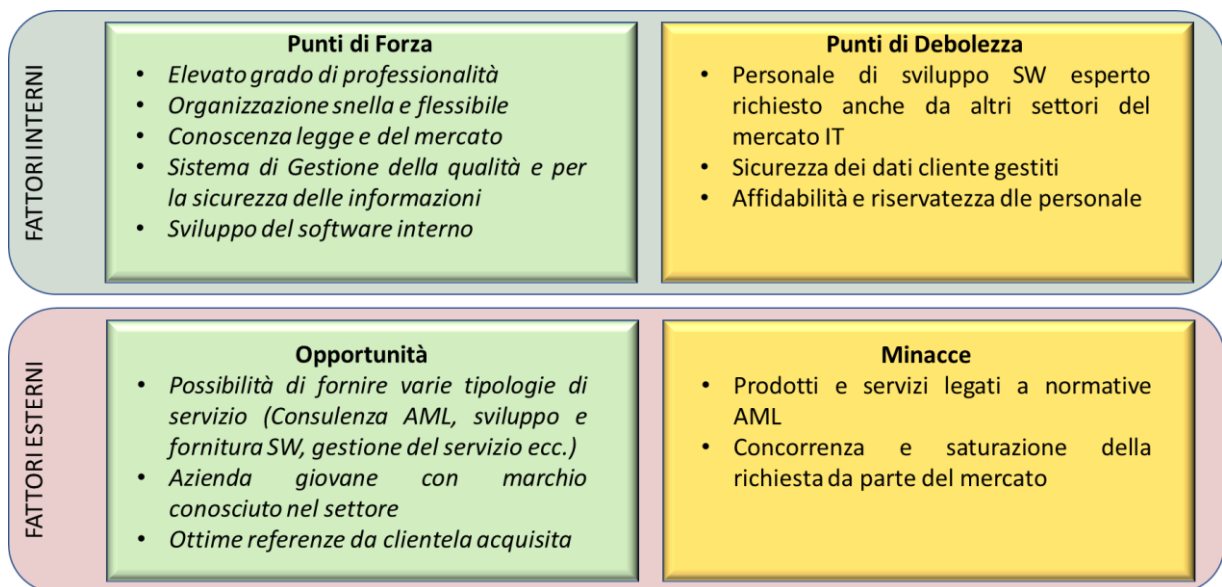 FATTORI INTERNI
Punti di Forza
• Elevato grado di professionalità
• Organizzazione snella e flessibile
• Conoscenza legge e del mercato
• Sistema di Gestione della qualità e per
la sicurezza delle informazioni
• Sviluppo del software interno
Punti di Debolezza
• Personale di sviluppo SW esperto
richiesto anche da altri settori del
mercato IT
• Sicurezza dei dati cliente gestiti
• Affidabilità e riservatezza dle personale
FATTORI ESTERNI
Opportunità
• Possibilità di fornire varie tipologie di
servizio (Consulenza AML, sviluppo e
fornitura SW, gestione del servizio ecc.)
• Azienda giovane con marchio
conosciuto nel settore
• Ottime referenze da clientela acquisita
Minacce
• Prodotti e servizi legati a normative
AML
• Concorrenza e saturazione della
richiesta da parte del mercato